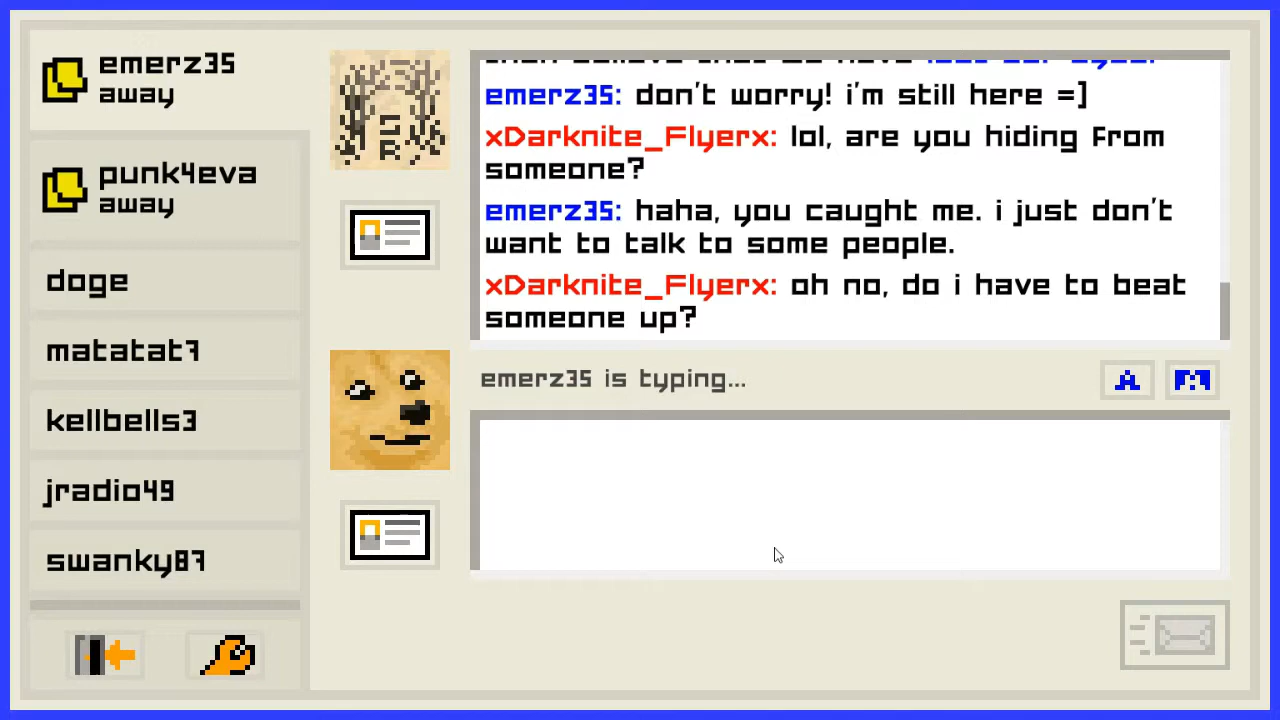 emerz35
away
punk4eva
away
doge
matatat7
kellbells3
jradio49
swanky87
emerz35: don't worry! i'm still here =]
xDarknite_Flyerx: lol, are you hiding from
someone?
emerz35: haha, you caught me. i just don't
want to talk to some people.
xDarknite_Flyerx: oh no, do i have to beat
someone up?
emerz35 is typing...
A